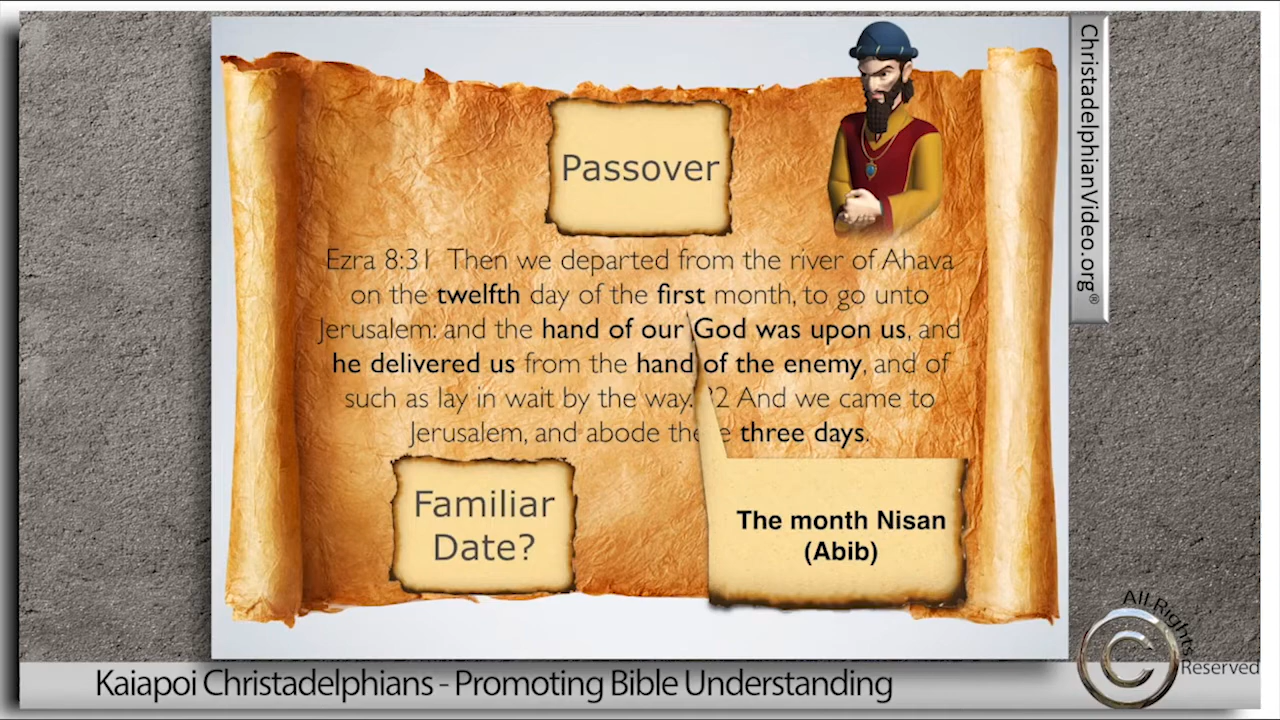 Passover
Ezra 8:31 Then we departed from the river of Ahava
on the twelfth day of the first month, to go unto
Jerusalem: and the hand of our God was upon us, and
he delivered us from the hand of the enemy, and of
such as lay in wait by the way. 32 And we came to
Jerusalem, and abode there three days.
Familiar
Date?
The month Nisan
(Abib)
ChristadelphianVideo.org®
Kaiapoi Christadelphians - Promoting Bible Understanding
All Rights
Reserved